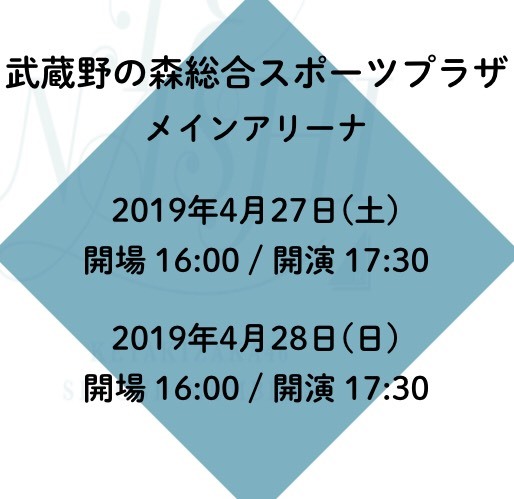 武蔵野の森総合スポーツプラザ
メインアリーナ
2019年4月27日(土)
開場 16:00 / 開演 17:30
2019年4月28日(日)
開場 16:00 / 開演 17:30